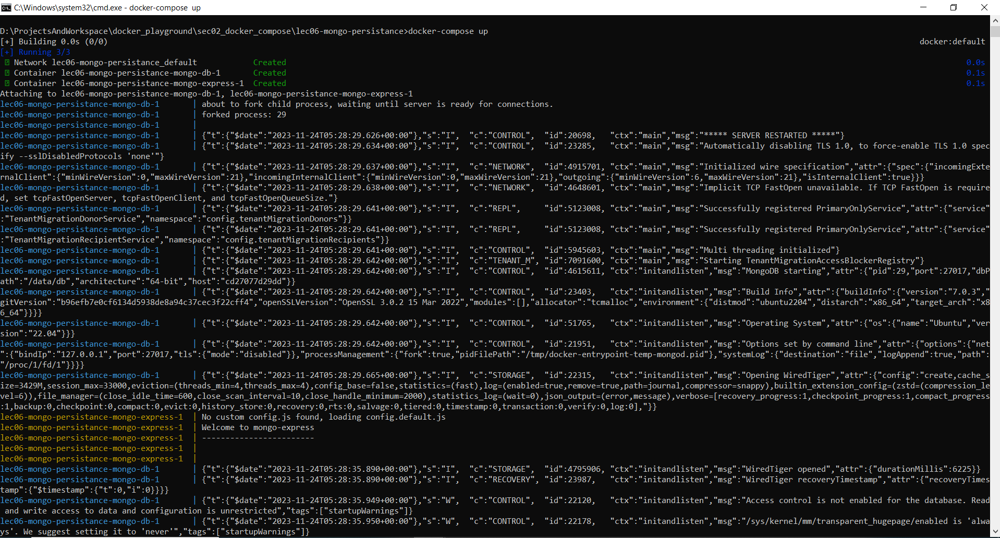 C:\Windows\system32\cmd.exe - docker-compose  up
D:\ProjectsAndWorkspace\docker_playground\sec02_docker_compose\lec06-mongo-persistance>docker-compose up
[+] Building 0.0s (0/0) docker:default
[+] Running 3/3
Network lec06-mongo-persistance_default Created 0.0s
Container lec06-mongo-persistance-mongo-db-1 Created 0.1s
Container lec06-mongo-persistance-mongo-express-1 Created 0.1s
Attaching to lec06-mongo-persistance-mongo-db-1, lec06-mongo-persistance-mongo-express-1
lec06-mongo-persistance-mongo-db-1 | about to fork child process, waiting until server is ready for connections.
lec06-mongo-persistance-mongo-db-1 | forked process: 29
lec06-mongo-persistance-mongo-db-1 |
lec06-mongo-persistance-mongo-db-1 | {"t":{"$date":"2023-11-24T05:28:29.626+00:00"},"s":"I", "c":"CONTROL", "id":20698, "ctx":"main","msg":"***** SERVER RESTARTED *****"}
lec06-mongo-persistance-mongo-db-1 | {"t":{"$date":"2023-11-24T05:28:29.634+00:00"},"s":"I", "c":"CONTROL", "id":23285, "ctx":"main","msg":"Automatically disabling TLS 1.0, to force-enable TLS 1.0 spec
ify --sslDisabledProtocols 'none'"}
lec06-mongo-persistance-mongo-db-1 | {"t":{"$date":"2023-11-24T05:28:29.637+00:00"},"s":"I", "c":"NETWORK", "id":4915701, "ctx":"main","msg":"Initialized wire specification","attr":{"spec":{"incomingExte
rnalClient":{"minWireVersion":0,"maxWireVersion":21},"incomingInternalClient":{"minWireVersion":0,"maxWireVersion":21},"outgoing":{"minWireVersion":6,"maxWireVersion":21},"isInternalClient":true}}}
lec06-mongo-persistance-mongo-db-1 | {"t":{"$date":"2023-11-24T05:28:29.638+00:00"},"s":"I", "c":"NETWORK", "id":4648601, "ctx":"main","msg":"Implicit TCP FastOpen unavailable. If TCP FastOpen is require
d, set tcpFastOpenServer, tcpFastOpenClient, and tcpFastOpenQueueSize."}
lec06-mongo-persistance-mongo-db-1 | {"t":{"$date":"2023-11-24T05:28:29.641+00:00"},"s":"I", "c":"REPL", "id":5123008, "ctx":"main","msg":"Successfully registered PrimaryOnlyService","attr":{"service"
:"TenantMigrationDonorService","namespace":"config.tenantMigrationDonors"}}
lec06-mongo-persistance-mongo-db-1 | {"t":{"$date":"2023-11-24T05:28:29.641+00:00"},"s":"I", "c":"REPL", "id":5123008, "ctx":"main","msg":"Successfully registered PrimaryOnlyService","attr":{"service"
:"TenantMigrationRecipientService","namespace":"config.tenantMigrationRecipients"}}
lec06-mongo-persistance-mongo-db-1 | {"t":{"$date":"2023-11-24T05:28:29.641+00:00"},"s":"I", "c":"CONTROL", "id":5945603, "ctx":"main","msg":"Multi threading initialized"}
lec06-mongo-persistance-mongo-db-1 | {"t":{"$date":"2023-11-24T05:28:29.642+00:00"},"s":"I", "c":"TENANT_M", "id":7091600, "ctx":"main","msg":"Starting TenantMigrationAccessBlockerRegistry"}
lec06-mongo-persistance-mongo-db-1 | {"t":{"$date":"2023-11-24T05:28:29.642+00:00"},"s":"I", "c":"CONTROL", "id":4615611, "ctx":"initandlisten","msg":"MongoDB starting","attr":{"pid":29,"port":27017,"dbP
ath":"/data/db","architecture":"64-bit","host":"cd27077d29dd"}}
lec06-mongo-persistance-mongo-db-1 | {"t":{"$date":"2023-11-24T05:28:29.642+00:00"},"s":"I", "c":"CONTROL", "id":23403, "ctx":"initandlisten","msg":"Build Info","attr":{"buildInfo":{"version":"7.0.3","
gitVersion":"b96efb7e0cf6134d5938de8a94c37cec3f22cff4","openSSLVersion":"OpenSSL 3.0.2 15 Mar 2022","modules":[],"allocator":"tcmalloc","environment":{"distmod":"ubuntu2204","distarch":"x86_64","target_arch":"x8
6_64"}}}}
lec06-mongo-persistance-mongo-db-1 | {"t":{"$date":"2023-11-24T05:28:29.642+00:00"},"s":"I", "c":"CONTROL", "id":51765, "ctx":"initandlisten","msg":"Operating System","attr":{"os":{"name":"Ubuntu","ver
sion":"22.04"}}}
lec06-mongo-persistance-mongo-db-1 | {"t":{"$date":"2023-11-24T05:28:29.642+00:00"},"s":"I", "c":"CONTROL", "id":21951, "ctx":"initandlisten","msg":"Options set by command line","attr":{"options":{"net
":{"bindIp":"127.0.0.1","port":27017,"tls":{"mode":"disabled"}},"processManagement":{"fork":true,"pidFilePath":"/tmp/docker-entrypoint-temp-mongod.pid"},"systemLog":{"destination":"file","logAppend":true,"path":
"/proc/1/fd/1"}}}}
lec06-mongo-persistance-mongo-db-1 | {"t":{"$date":"2023-11-24T05:28:29.665+00:00"},"s":"I", "c":"STORAGE", "id":22315, "ctx":"initandlisten","msg":"Opening WiredTiger","attr":{"config":"create,cache_s
ize=3429M,session_max=33000,eviction=(threads_min=4,threads_max=4),config_base=false,statistics=(fast),log=(enabled=true,remove=true,path=journal,compressor=snappy),builtin_extension_config=(zstd=(compression_le
vel=6)),file_manager=(close_idle_time=600,close_scan_interval=10,close_handle_minimum=2000),statistics_log=(wait=0),json_output=(error,message),verbose=[recovery_progress:1,checkpoint_progress:1,compact_progress
:1,backup:0,checkpoint:0,compact:0,evict:0,history_store:0,recovery:0,rts:0,salvage:0,tiered:0,timestamp:0,transaction:0,verify:0,log:0],"}}
lec06-mongo-persistance-mongo-express-1 | No custom config.js found, loading config.default.js
lec06-mongo-persistance-mongo-express-1 | Welcome to mongo-express
lec06-mongo-persistance-mongo-express-1 | ------------------------
lec06-mongo-persistance-mongo-express-1 |
lec06-mongo-persistance-mongo-express-1 |
lec06-mongo-persistance-mongo-db-1 | {"t":{"$date":"2023-11-24T05:28:35.890+00:00"},"s":"I", "c":"STORAGE", "id":4795906, "ctx":"initandlisten","msg":"WiredTiger opened","attr":{"durationMillis":6225}}
lec06-mongo-persistance-mongo-db-1 | {"t":{"$date":"2023-11-24T05:28:35.890+00:00"},"s":"I", "c":"RECOVERY", "id":23987, "ctx":"initandlisten","msg":"WiredTiger recoveryTimestamp","attr":{"recoveryTimes
tamp":{"$timestamp":{"t":0,"i":0}}}}
lec06-mongo-persistance-mongo-db-1 | {"t":{"$date":"2023-11-24T05:28:35.949+00:00"},"s":"W", "c":"CONTROL", "id":22120, "ctx":"initandlisten","msg":"Access control is not enabled for the database. Read
and write access to data and configuration is unrestricted","tags":["startupWarnings"]}
lec06-mongo-persistance-mongo-db-1 | {"t":{"$date":"2023-11-24T05:28:35.950+00:00"},"s":"W", "c":"CONTROL", "id":22178, "ctx":"initandlisten","msg":"/sys/kernel/mm/transparent_hugepage/enabled is 'alwa
ys'. We suggest setting it to 'never'","tags":["startupWarnings"]}